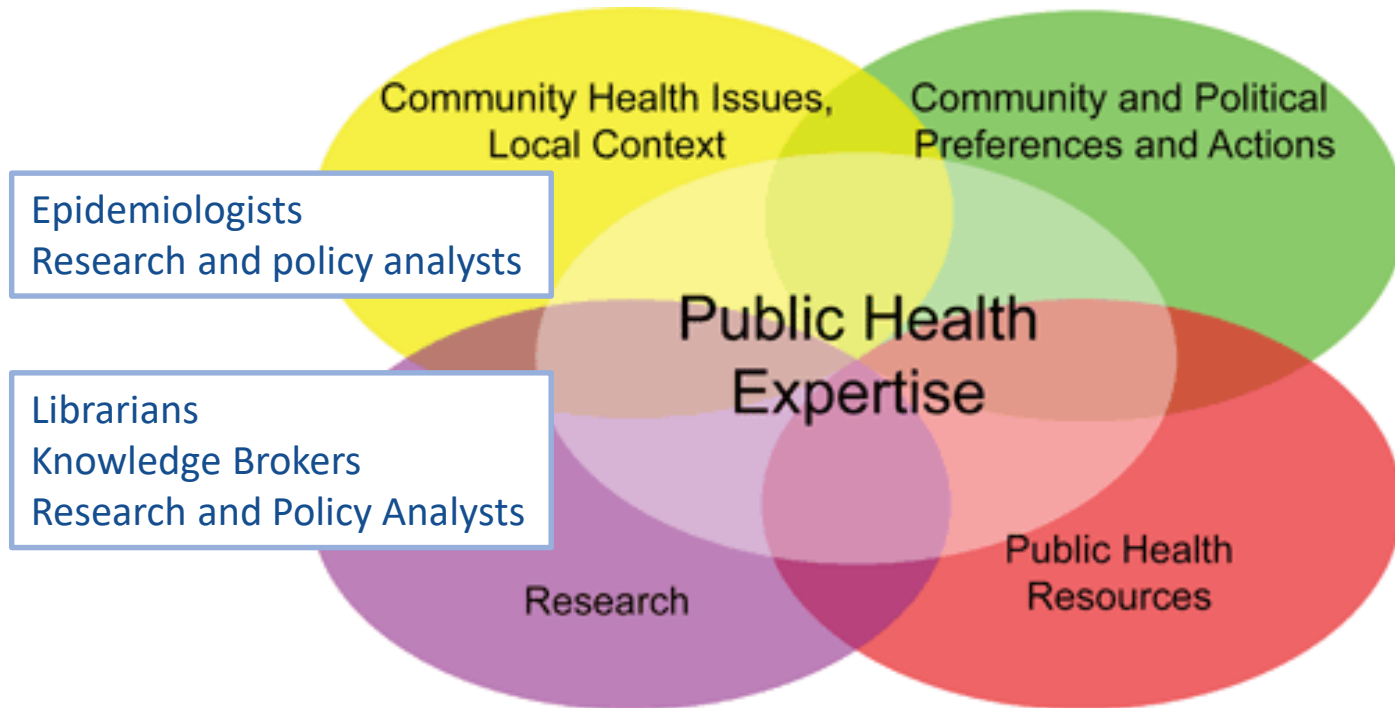 Community Health Issues,
Local Context
Community and Political
Preferences and Actions
Epidemiologists
Research and policy analysts
Public Health
Expertise
Librarians
Knowledge Brokers
Research and Policy Analysts
Research
Public Health
Resources